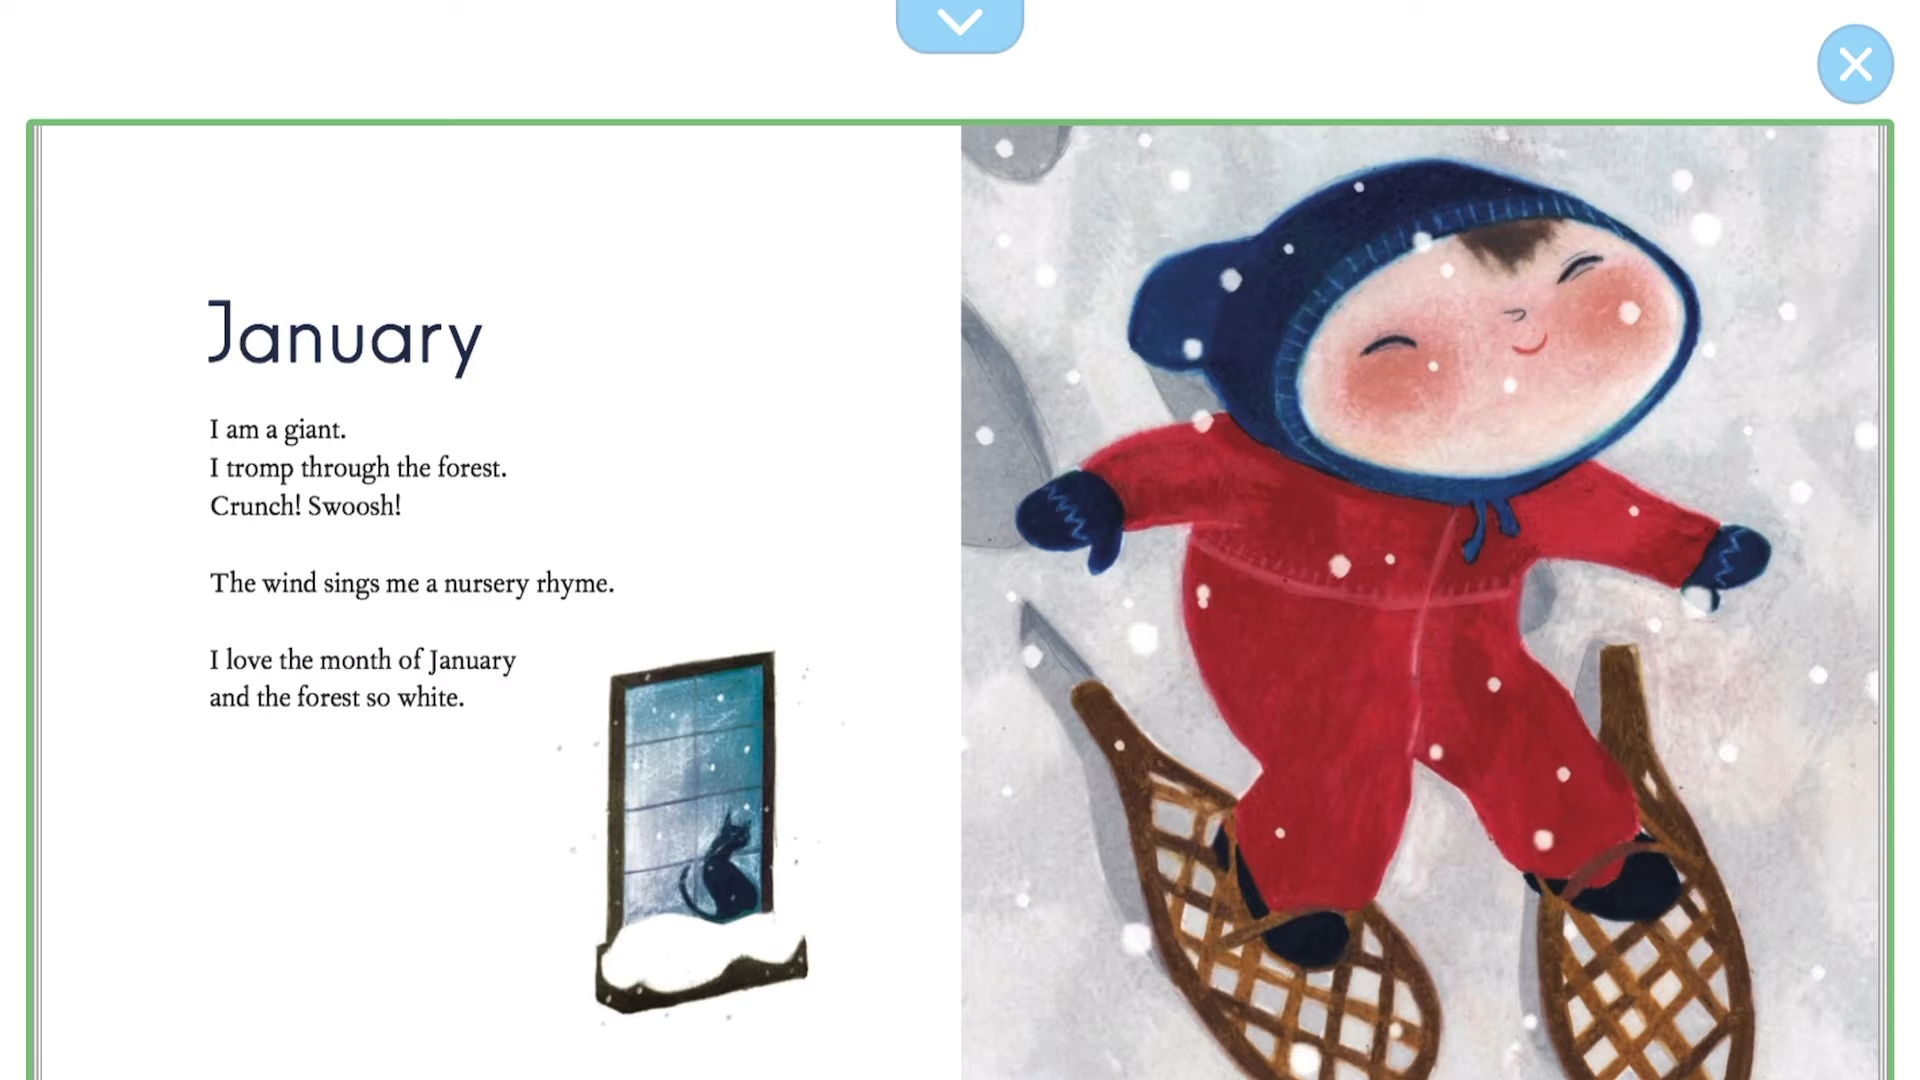 January
I am a giant.
I tromp through the forest.
Crunch! Swoosh!
The wind sings me a nursery rhyme.
I love the month of January
and the forest so white.